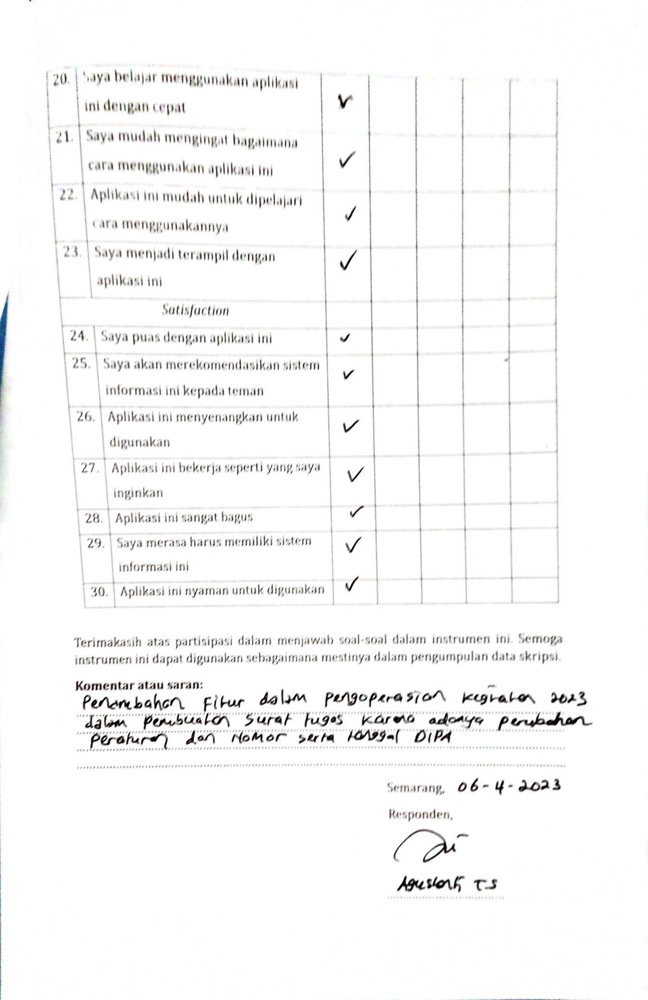 20. Saya belajar menggunakan aplikasi
ini dengan cepat
21. Saya mudah mengingat bagaimana
cara menggunakan aplikasi ini
22. Aplikasi ini mudah untuk dipelajari
cara menggunakannya
23. Saya menjadi terampil dengan
aplikasi ini
Satisfaction
24. Saya puas dengan aplikasi ini
25. Saya akan merekomendasikan sistem
informasi ini kepada teman
26. Aplikasi ini menyenangkan untuk
digunakan
27. Aplikasi ini bekerja seperti yang saya
inginkan
28. Aplikasi ini sangat bagus
29. Saya merasa harus memiliki sistem
informasi ini
30. Aplikasi ini nyaman untuk digunakan
Terimakasih atas partisipasi dalam menjawab soal-soal dalam instrumen ini. Semoga
instrumen ini dapat digunakan sebagaimana mestinya dalam pengumpulan data skripsi.
Komentar atau saran:
Penambahan Fitur dalam pengoperasian kegiatan 2023
dalam pembuatan surat tugas karena adanya perubahan
peraturan dan Nomor serta tanggal DIPA
Semarang, 06-4-2023
Responden,
T.S